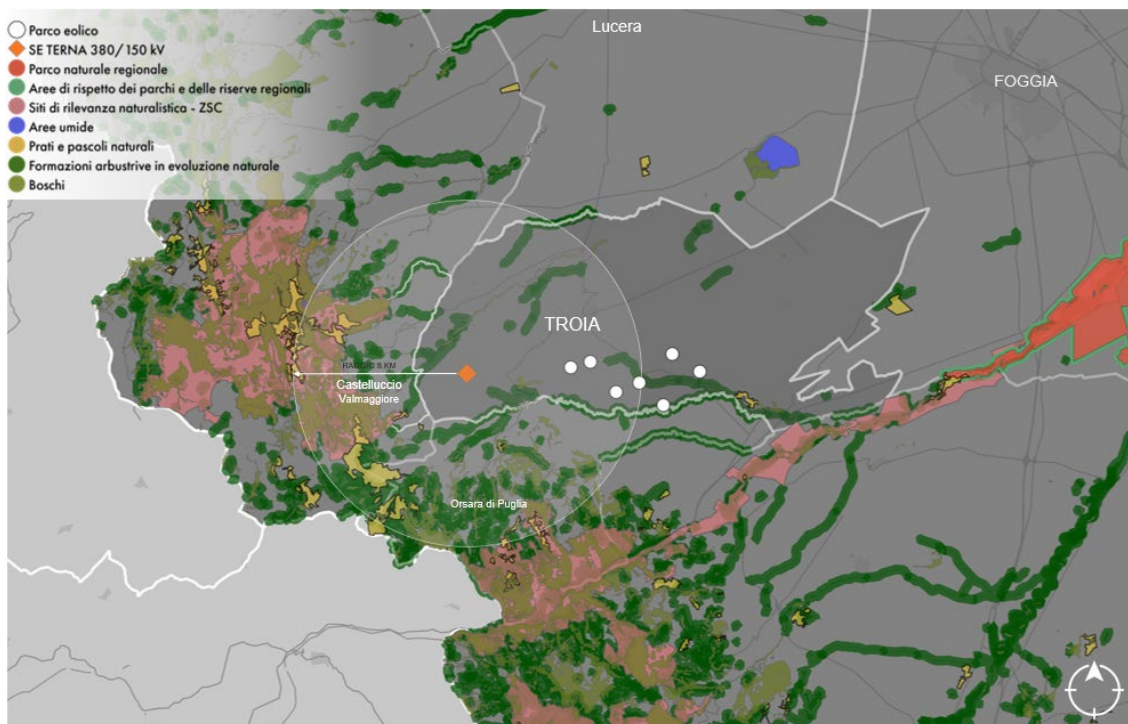 Parco eolico
SE TERNA 380/150 kV
Parco naturale regionale
Aree di rispetto dei parchi e delle riserve regionali
Siti di rilevanza naturalistica - ZSC
Aree umide
Prati e pascoli naturali
Formazioni arbustrive in evoluzione naturale
Boschi
Lucera
FOGGIA
TROIA
RAGGIO 8 KM
Castelluccio
Valmaggiore
Orsara di Puglia